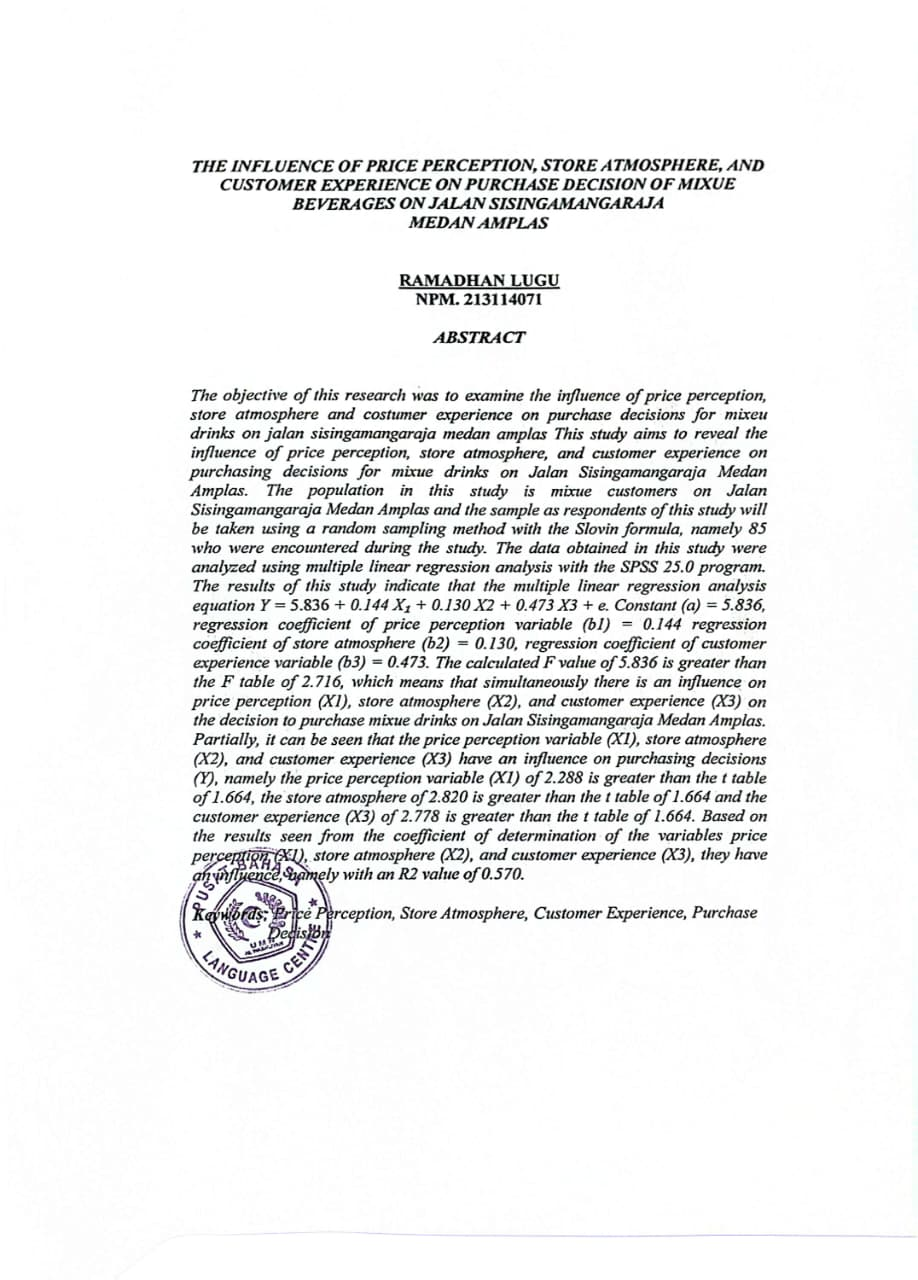 THE INFLUENCE OF PRICE PERCEPTION, STORE ATMOSPHERE, AND
CUSTOMER EXPERIENCE ON PURCHASE DECISION OF MIXUE
BEVERAGES ON JALAN SISINGAMANGARAJA
MEDAN AMPLAS
RAMADHAN LUGU
NPM. 213114071
ABSTRACT
The objective of this research was to examine the influence of price perception,
store atmosphere and costumer experience on purchase decisions for mixeu
drinks on jalan sisingamangaraja medan amplas This study aims to reveal the
influence of price perception, store atmosphere, and customer experience on
purchasing decisions for mixue drinks on Jalan Sisingamangaraja Medan
Amplas. The population in this study is mixue customers on Jalan
Sisingamangaraja Medan Amplas and the sample as respondents of this study will
be taken using a random sampling method with the Slovin formula, namely 85
who were encountered during the study. The data obtained in this study were
analyzed using multiple linear regression analysis with the SPSS 25.0 program.
The results of this study indicate that the multiple linear regression analysis
equation Y = 5.836 + 0.144 X₁ + 0.130 X2 + 0.473 X3 + e. Constant (a) = 5.836,
regression coefficient of price perception variable (b1) = 0.144 regression
coefficient of store atmosphere (b2) = 0.130, regression coefficient of customer
experience variable (b3) = 0.473. The calculated F value of 5.836 is greater than
the F table of 2.716, which means that simultaneously there is an influence on
price perception (X1), store atmosphere (X2), and customer experience (X3) on
the decision to purchase mixue drinks on Jalan Sisingamangaraja Medan Amplas.
Partially, it can be seen that the price perception variable (X1), store atmosphere
(X2), and customer experience (X3) have an influence on purchasing decisions
(Y), namely the price perception variable (X1) of 2.288 is greater than the t table
of 1.664, the store atmosphere of 2.820 is greater than the t table of 1.664 and the
customer experience (X3) of 2.778 is greater than the t table of 1.664. Based on
the results seen from the coefficient of determination of the variables price
perception (X1), store atmosphere (X2), and customer experience (X3), they have
an influence, namely with an R2 value of 0.570.
Keywords: Price Perception, Store Atmosphere, Customer Experience, Purchase
Decision
PUSAT BAHASA
LANGUAGE CENTRE